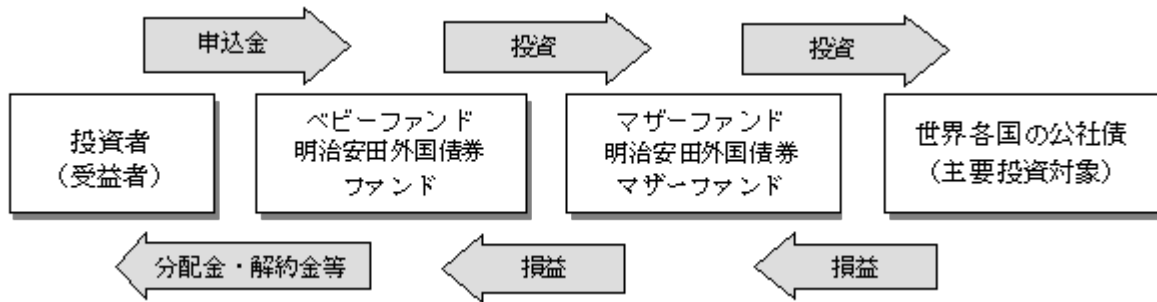 申込金
投資
投資
投資者
（受益者）
ベビーファンド
明治安田外国債券
ファンド
マザーファンド
明治安田外国債券
マザーファンド
世界各国の公社債
（主要投資対象）
分配金・解約金等
損益
損益